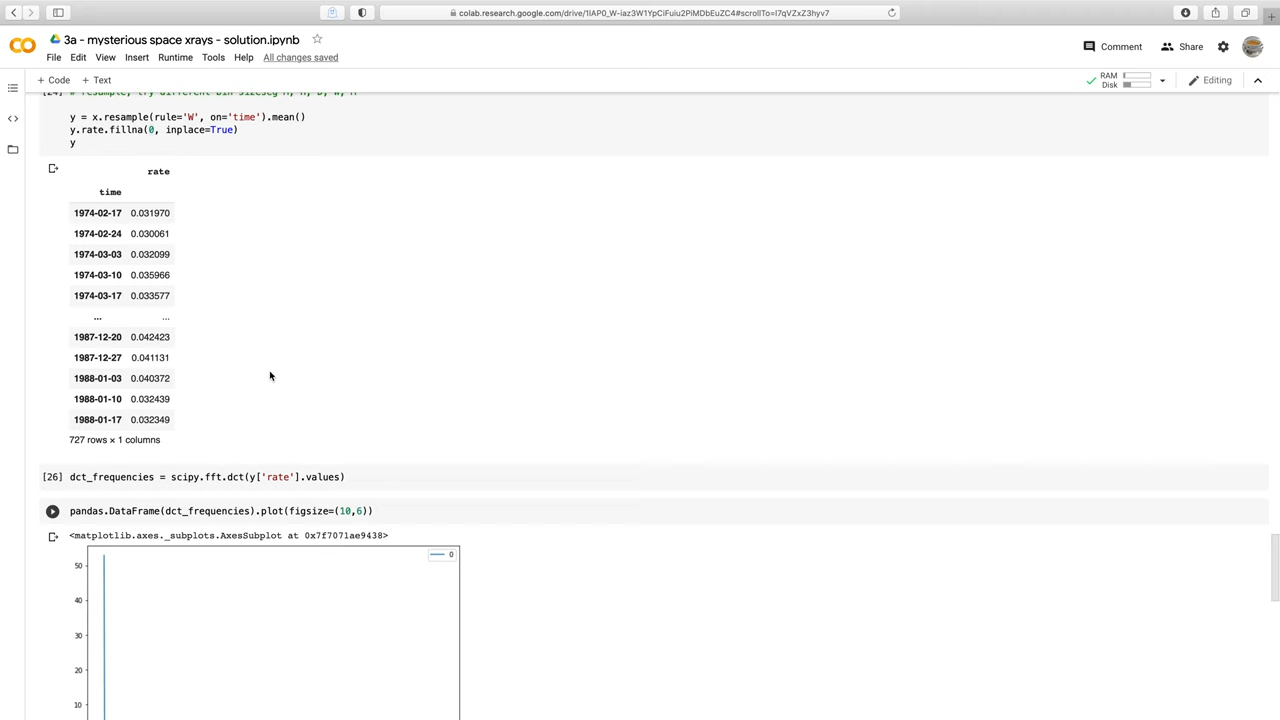 colab.research.google.com/drive/1IAP0_W-iaz3W1YpCiFuiu2PiMDbEuZC4#scrollTo=I7qVZxZ3hyv7
3a - mysterious space xrays - solution.ipynb
File Edit View Insert Runtime Tools Help All changes saved
Comment Share
+ Code + Text
RAM
Disk
Editing
y = x.resample(rule='W', on='time').mean()
y.rate.fillna(0, inplace=True)
y
rate
time
1974-02-17 0.031970
1974-02-24 0.030061
1974-03-03 0.032099
1974-03-10 0.035966
1974-03-17 0.033577
... ...
1987-12-20 0.042423
1987-12-27 0.041131
1988-01-03 0.040372
1988-01-10 0.032439
1988-01-17 0.032349
727 rows × 1 columns
[26] dct_frequencies = scipy.fft.dct(y['rate'].values)
pandas.DataFrame(dct_frequencies).plot(figsize=(10,6))
<matplotlib.axes._subplots.AxesSubplot at 0x7f7071ae9438>
0
50
40
30
20
10